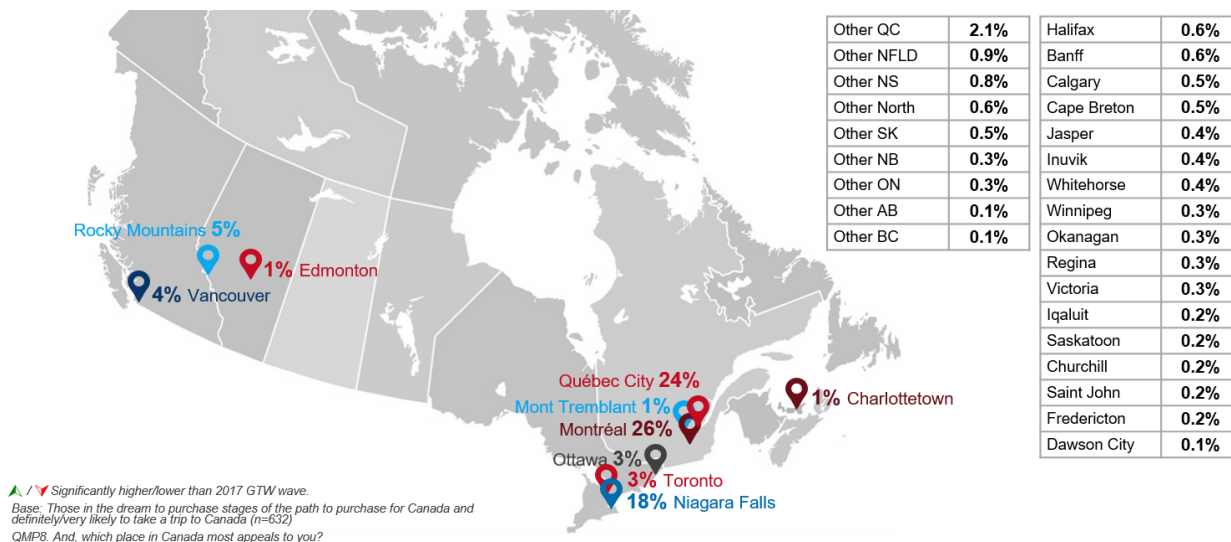 Rocky Mountains 5%
1% Edmonton
4% Vancouver
Québec City 24%
Mont Tremblant 1%
1% Charlottetown
Montréal 26%
Ottawa 3%
3% Toronto
18% Niagara Falls
Other QC 2.1%
Other NFLD 0.9%
Other NS 0.8%
Other North 0.6%
Other SK 0.5%
Other NB 0.3%
Other ON 0.3%
Other AB 0.1%
Other BC 0.1%
Halifax 0.6%
Banff 0.6%
Calgary 0.5%
Cape Breton 0.5%
Jasper 0.4%
Inuvik 0.4%
Whitehorse 0.4%
Winnipeg 0.3%
Okanagan 0.3%
Regina 0.3%
Victoria 0.3%
Iqaluit 0.2%
Saskatoon 0.2%
Churchill 0.2%
Saint John 0.2%
Fredericton 0.2%
Dawson City 0.1%
/ Significantly higher/lower than 2017 GTW wave.
Base: Those in the dream to purchase stages of the path to purchase for Canada and
definitely/very likely to take a trip to Canada (n=632)
QMP8. And, which place in Canada most appeals to you?